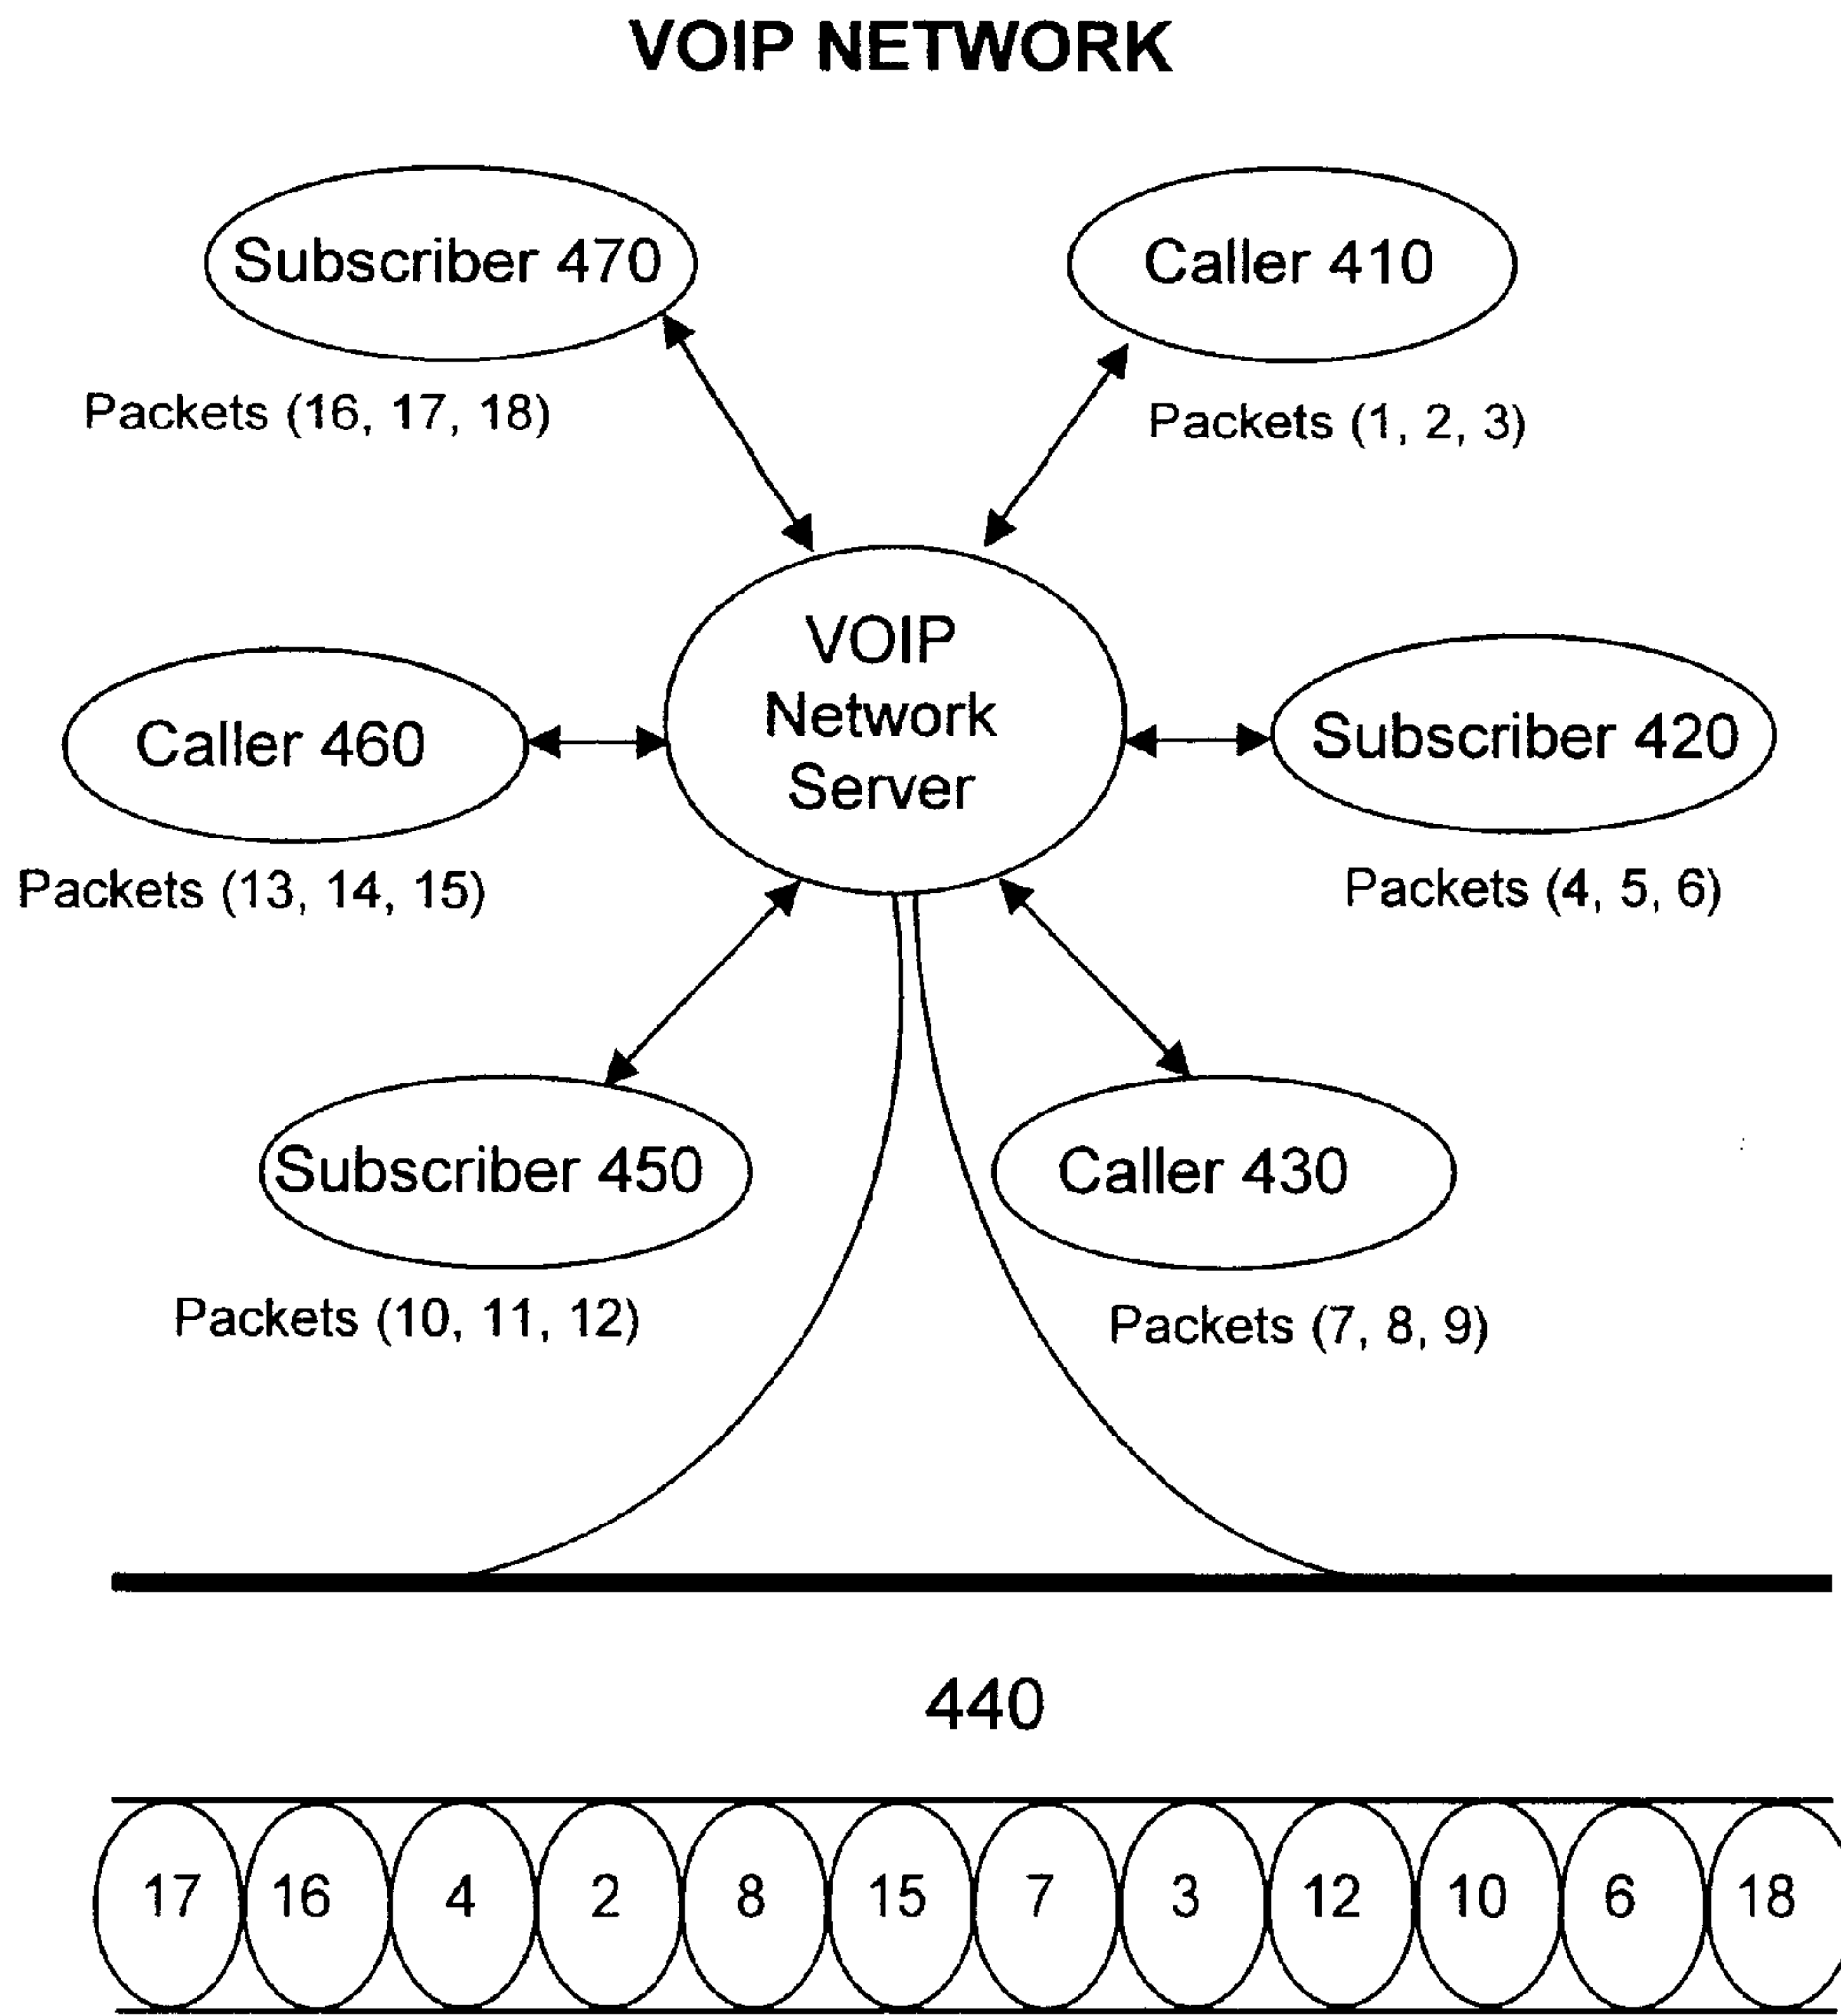 VOIP NETWORK
Subscriber 470
Caller 410
Packets (16, 17, 18)
Packets (1, 2, 3)
VOIP
Network
Server
Caller 460
Subscriber 420
Packets (13, 14, 15)
Packets (4, 5, 6)
Subscriber 450
Caller 430
Packets (10, 11, 12)
Packets (7, 8, 9)
440
17 16 4 2 8 15 7 3 12 10 6 18